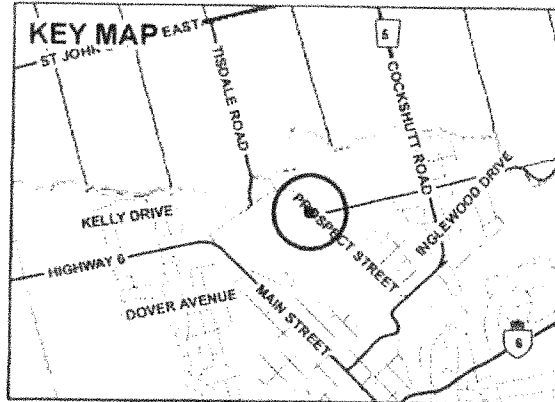 KEY MAP
ST JOHN EAST
TISDALE ROAD
6
COCKSHUTT ROAD
KELLY DRIVE
PROSPECT STREET
INGLEWOOD DRIVE
HIGHWAY 6
DOVER AVENUE
MAIN STREET
6